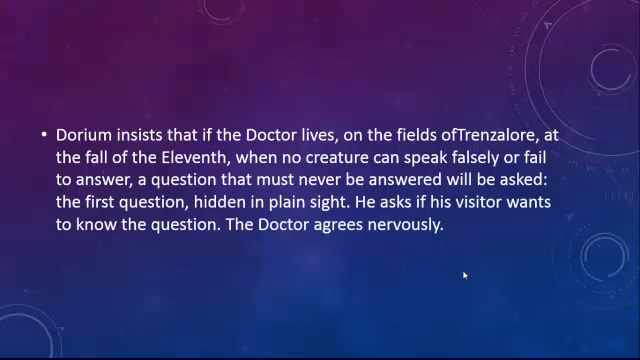 • Dorium insists that if the Doctor lives, on the fields ofTrenzalore, at
the fall of the Eleventh, when no creature can speak falsely or fail
to answer, a question that must never be answered will be asked:
the first question, hidden in plain sight. He asks if his visitor wants
to know the question. The Doctor agrees nervously.